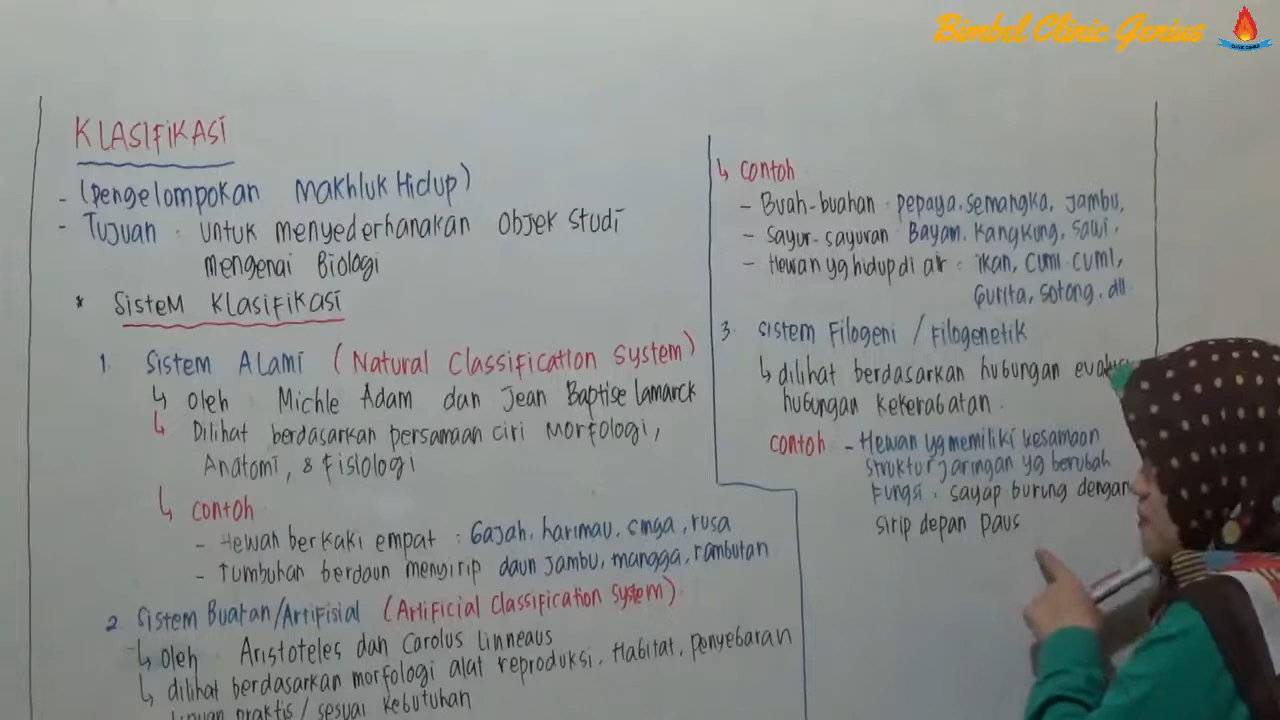 Bimbel Clinic Genius
KLASIFIKASI
- (Pengelompokan Makhluk Hidup)
- Tujuan : untuk menyederhanakan Objek Studi
mengenai Biologi
* Sistem Klasifikasi
1. Sistem Alami (Natural Classification System)
↳ Oleh : Michle Adam dan Jean Baptise Lamarck
↳ Dilihat berdasarkan persamaan ciri Morfologi,
Anatomi, & Fisiologi
↳ Contoh
- Hewan berkaki empat : Gajah, harimau, singa, rusa
- Tumbuhan berdaun menyirip daun jambu, mangga, rambutan
2. Sistem Buatan/Artifisial (Artificial Classification System)
↳ Oleh Aristoteles dan Carolus Linneaus
↳ dilihat berdasarkan morfologi alat reproduksi, Habitat, penyebaran
praktis / sesuai kebutuhan
↳ Contoh
- Buah-buahan : pepaya, semangka, jambu,
- Sayur-sayuran Bayam, Kangkung, sawi,
- Hewan yg hidup di air : ikan, cumi-cumi,
Gurita, sotong, dll
3. Sistem Filogeni / Filogenetik
↳ dilihat berdasarkan hubungan
hubungan kekerabatan.
Contoh - Hewan yg memiliki kesamaan
struktur jaringan yg berubah
Fungsi : sayap burung dengan
sirip depan paus